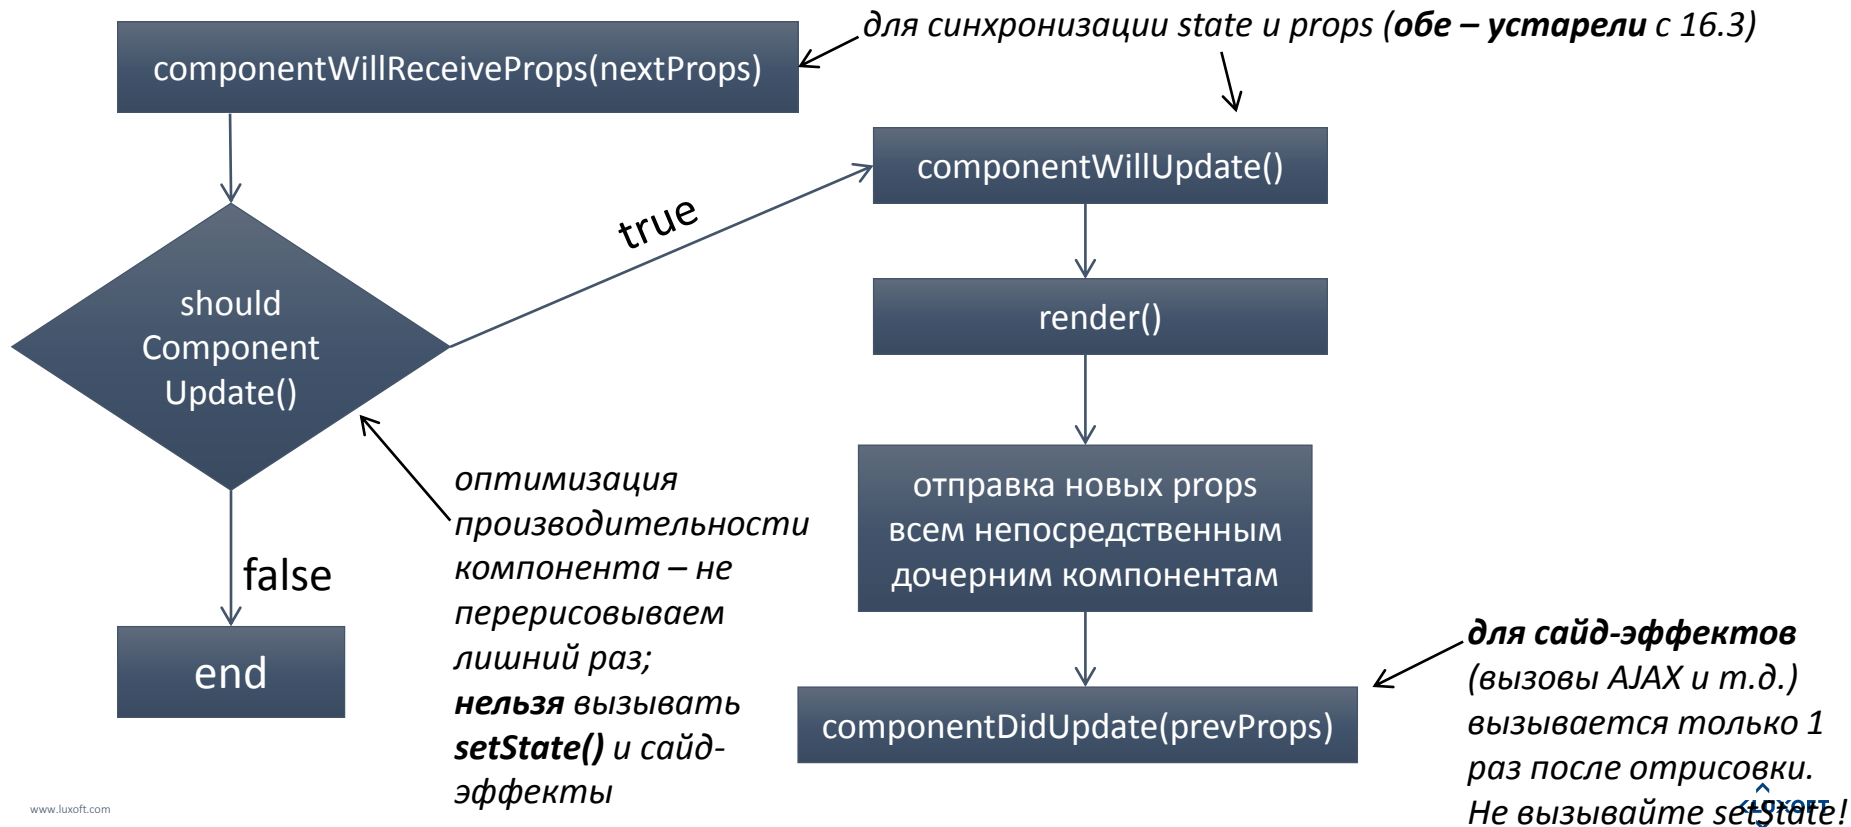 для синхронизации state и props (обе – устарели с 16.3)
componentWillReceiveProps(nextProps)
componentWillUpdate()
true
render()
should
Component
Update()
оптимизация
производительности
компонента – не
перерисовываем
лишний раз;
нельзя вызывать
setState() и сайд-
эффекты
отправка новых props
всем непосредственным
дочерним компонентам
false
end
componentDidUpdate(prevProps)
для сайд-эффектов
(вызовы AJAX и т.д.)
вызывается только 1
раз после отрисовки.
Не вызывайте setState!
www.luxoft.com
LUXOFT